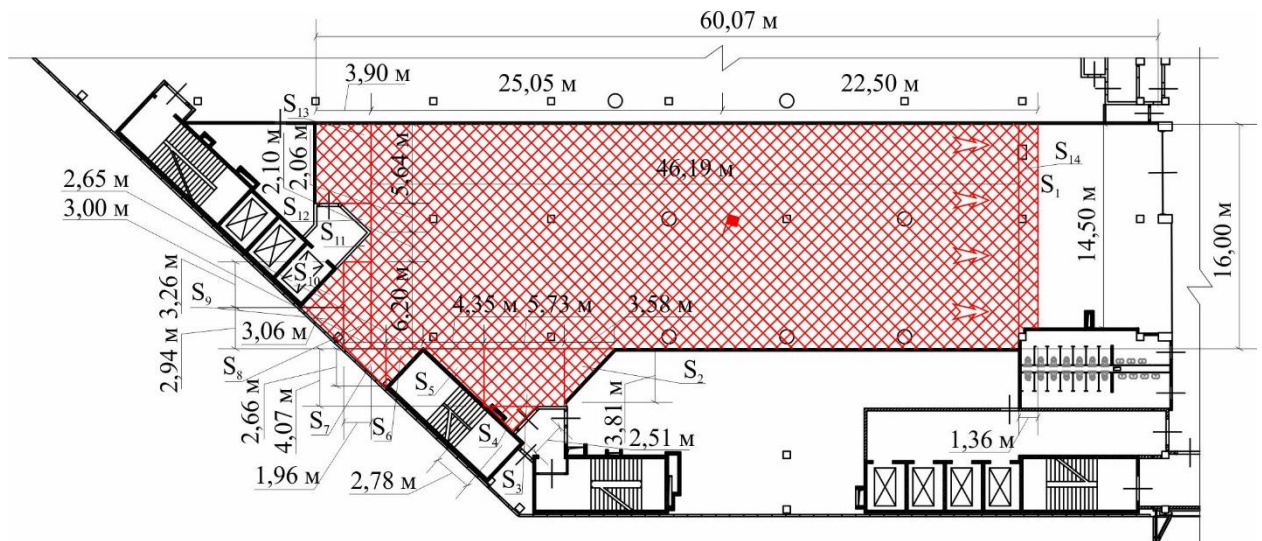 60,07 м
3,90 м
25,05 м
22,50 м
S13
2,10 м
2,06 м
5,64 м
46,19 м
S14
S1
2,65 м
3,00 м
S12
S11
14,50 м
16,00 м
S10
3,26 м
S9
6,20 м
4,35 м
5,73 м
3,58 м
2,94 м
3,06 м
S8
S5
S2
2,66 м
4,07 м
S7
S6
S4
3,81 м
2,51 м
1,36 м
1,96 м
2,78 м
S3